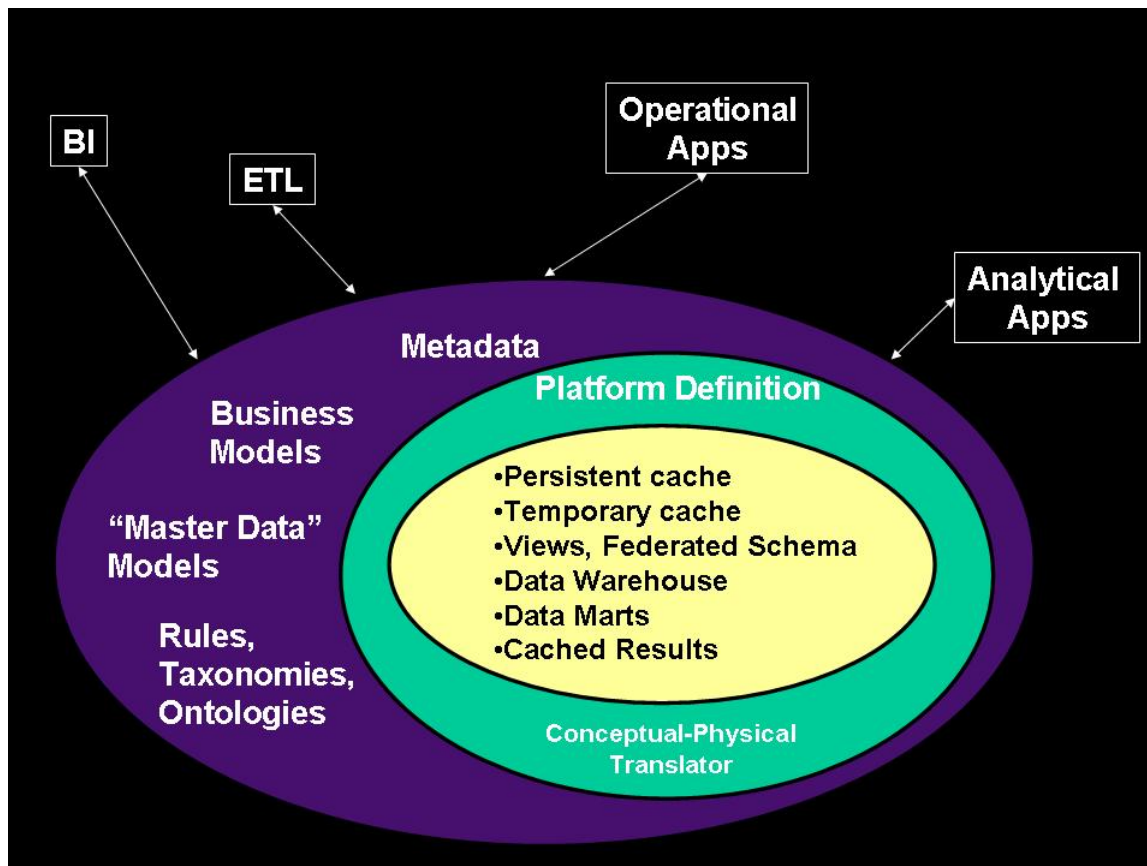 BI
ETL
Operational
Apps
Analytical
Apps
Metadata
Platform Definition
Business
Models
“Master Data”
Models
Rules,
Taxonomies,
Ontologies
•Persistent cache
•Temporary cache
•Views, Federated Schema
•Data Warehouse
•Data Marts
•Cached Results
Conceptual-Physical
Translator